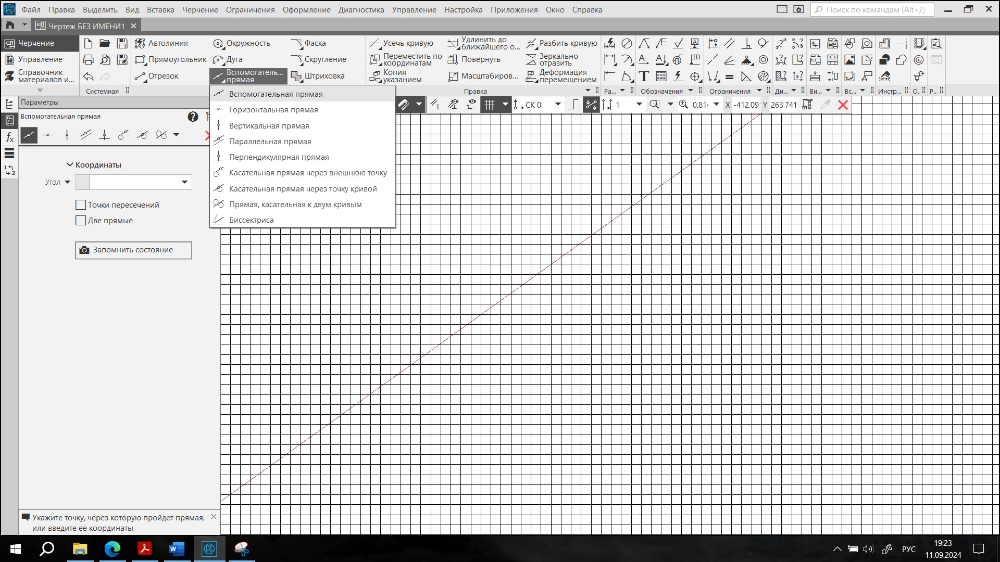 Файл Правка Выделить Вид Вставка Черчение Ограничения Оформление Диагностика Управление Настройка Приложения Окно Справка Поиск по командам (Alt+/)
Чертеж БЕЗ ИМЕНИ1
Черчение
Управление
Справочник
материалов и...
Системная
Автолиния
Прямоугольник
Отрезок
Окружность
Дуга
Вспомогатель...
прямая
Фаска
Скругление
Штриховка
Усечь кривую
Переместить по
координатам
Копия
указанием
Удлинить до
ближайшего о...
Повернуть
Масштабиров...
Разбить кривую
Зеркально
отразить
Деформация
перемещением
Правка
Ра...
Обозначения
Ограничения
Ди...
Ви...
Вс...
Инстр...
О.
Р..
Параметры
Вспомогательная прямая
СК 0
1
0.814
X -412.091
Y 263.741
Вспомогательная прямая
Горизонтальная прямая
Вертикальная прямая
Параллельная прямая
Перпендикулярная прямая
Касательная прямая через внешнюю точку
Касательная прямая через точку кривой
Прямая, касательная к двум кривым
Биссектриса
Координаты
Угол
Точки пересечений
Две прямые
Запомнить состояние
Укажите точку, через которую пройдет прямая,
или введите ее координаты
РУС
19:23
11.09.2024